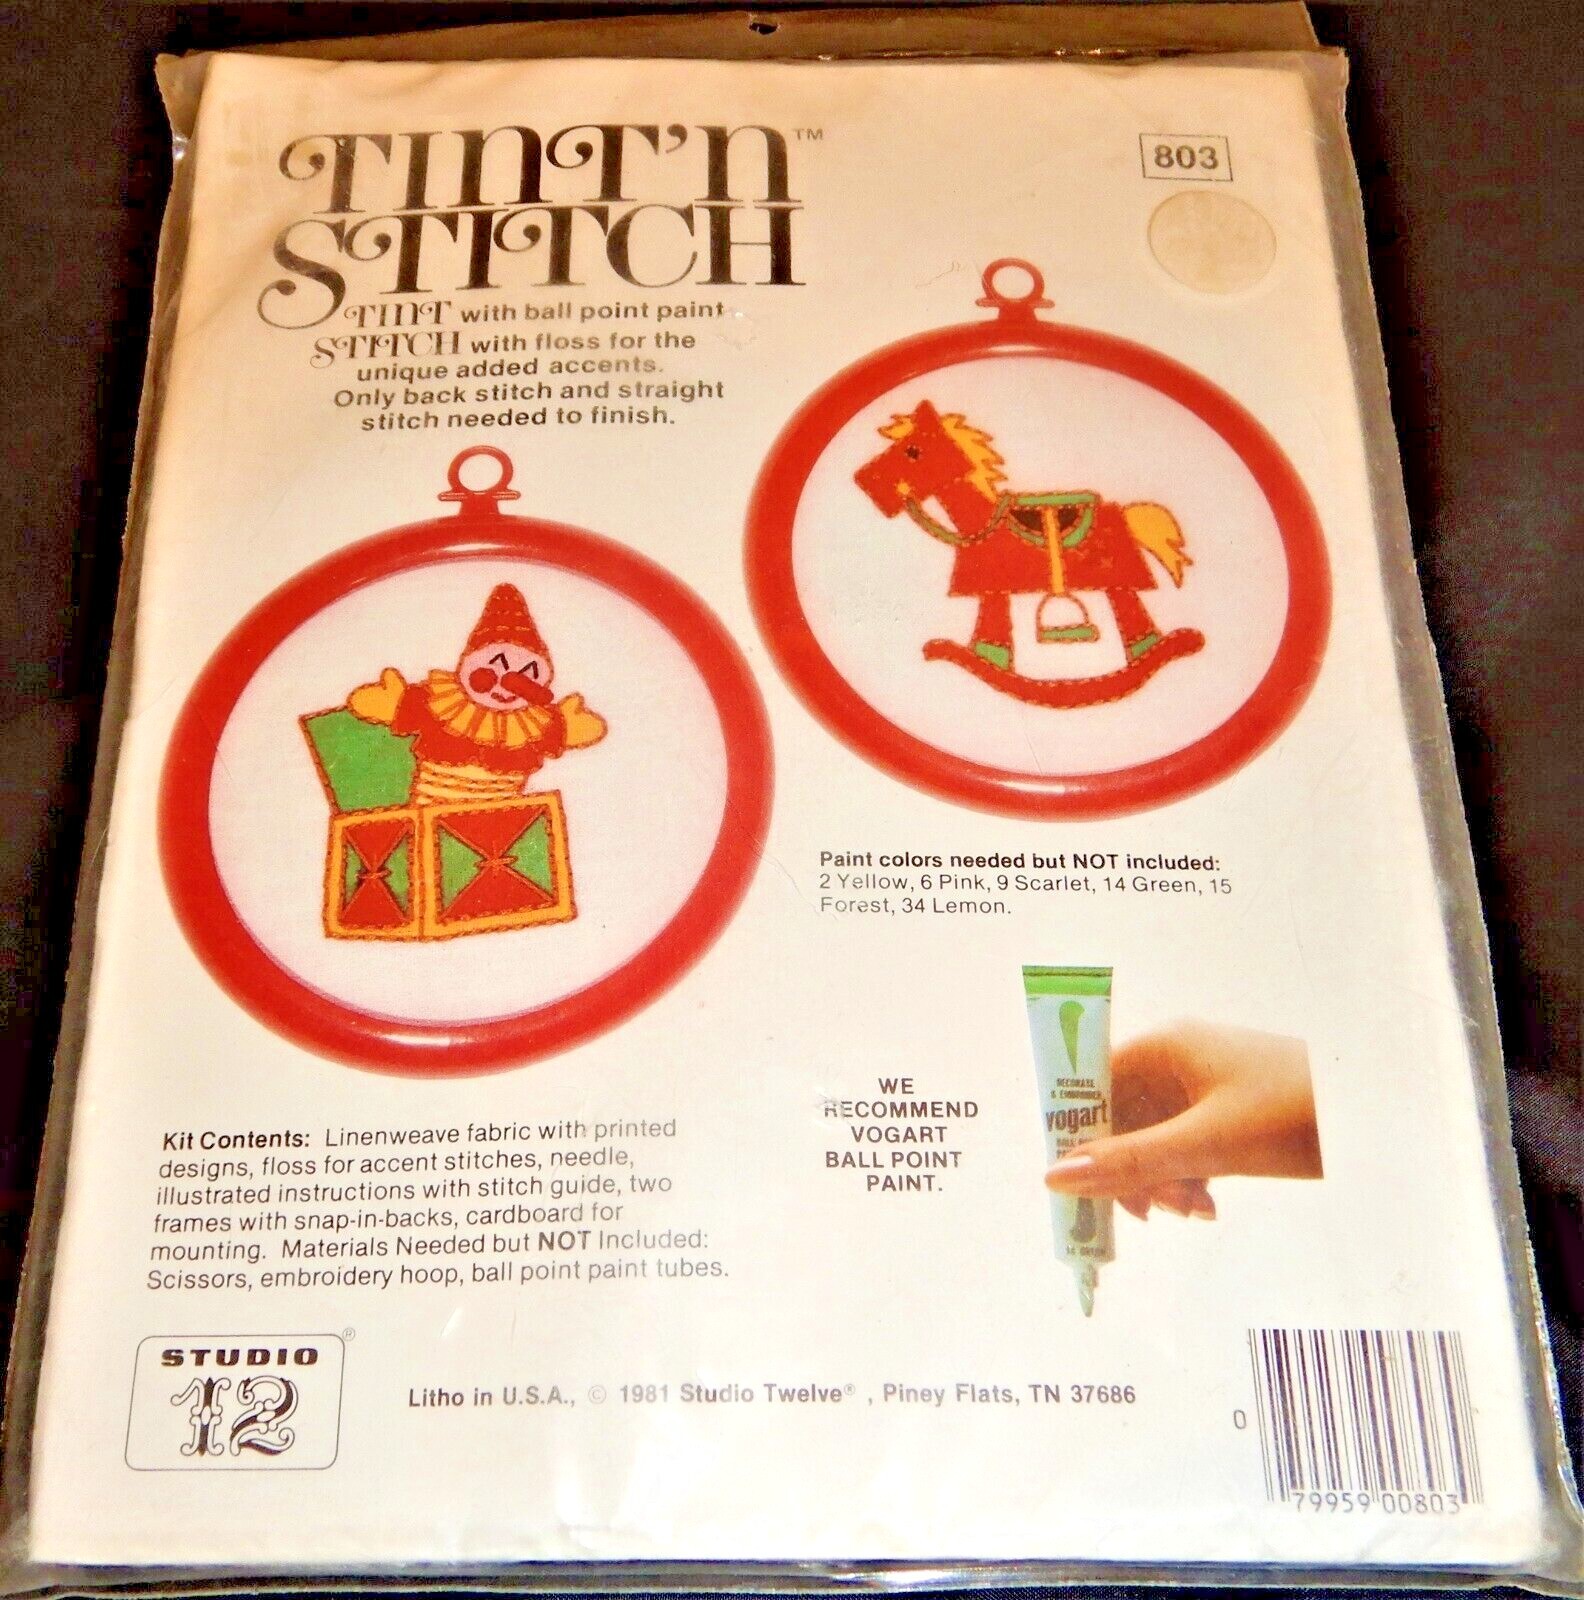 TINT'N™
STITCH
803
TINT with ball point paint
STITCH with floss for the
unique added accents.
Only back stitch and straight
stitch needed to finish.
Paint colors needed but NOT included:
2 Yellow, 6 Pink, 9 Scarlet, 14 Green, 15
Forest, 34 Lemon.
WE
RECOMMEND
VOGART
BALL POINT
PAINT.
DECORATE
& EMBROIDER
vogart
BALL
14 GREEN
Kit Contents: Linenweave fabric with printed
designs, floss for accent stitches, needle,
illustrated instructions with stitch guide, two
frames with snap-in-backs, cardboard for
mounting. Materials Needed but NOT Included:
Scissors, embroidery hoop, ball point paint tubes.
STUDIO
12®
Litho in U.S.A., © 1981 Studio Twelve® , Piney Flats, TN 37686
0 79959 00803